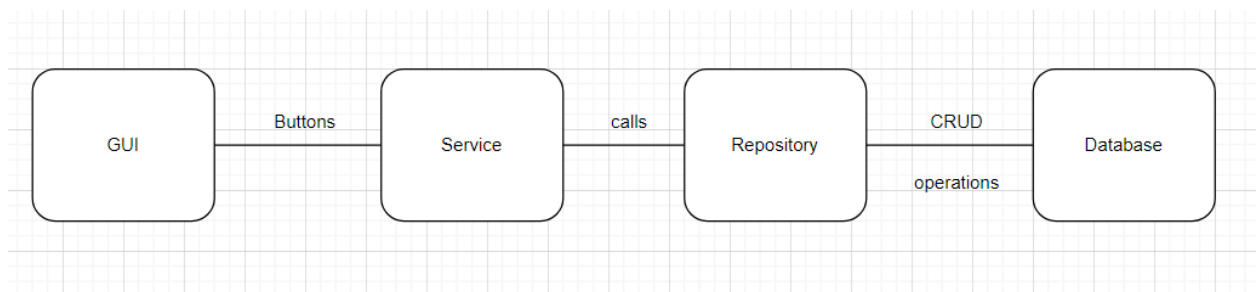 GUI
Buttons
Service
calls
Repository
CRUD
operations
Database